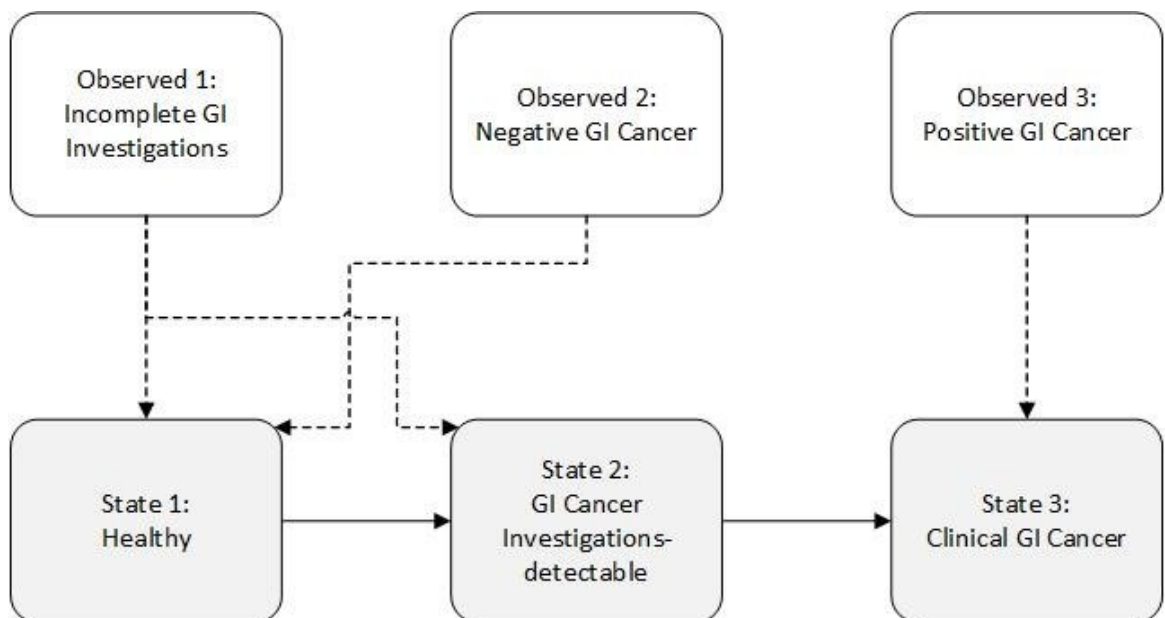 Observed 1:
Incomplete GI
Investigations
Observed 2:
Negative GI Cancer
Observed 3:
Positive GI Cancer
State 1:
Healthy
State 2:
GI Cancer
Investigations-
detectable
State 3:
Clinical GI Cancer